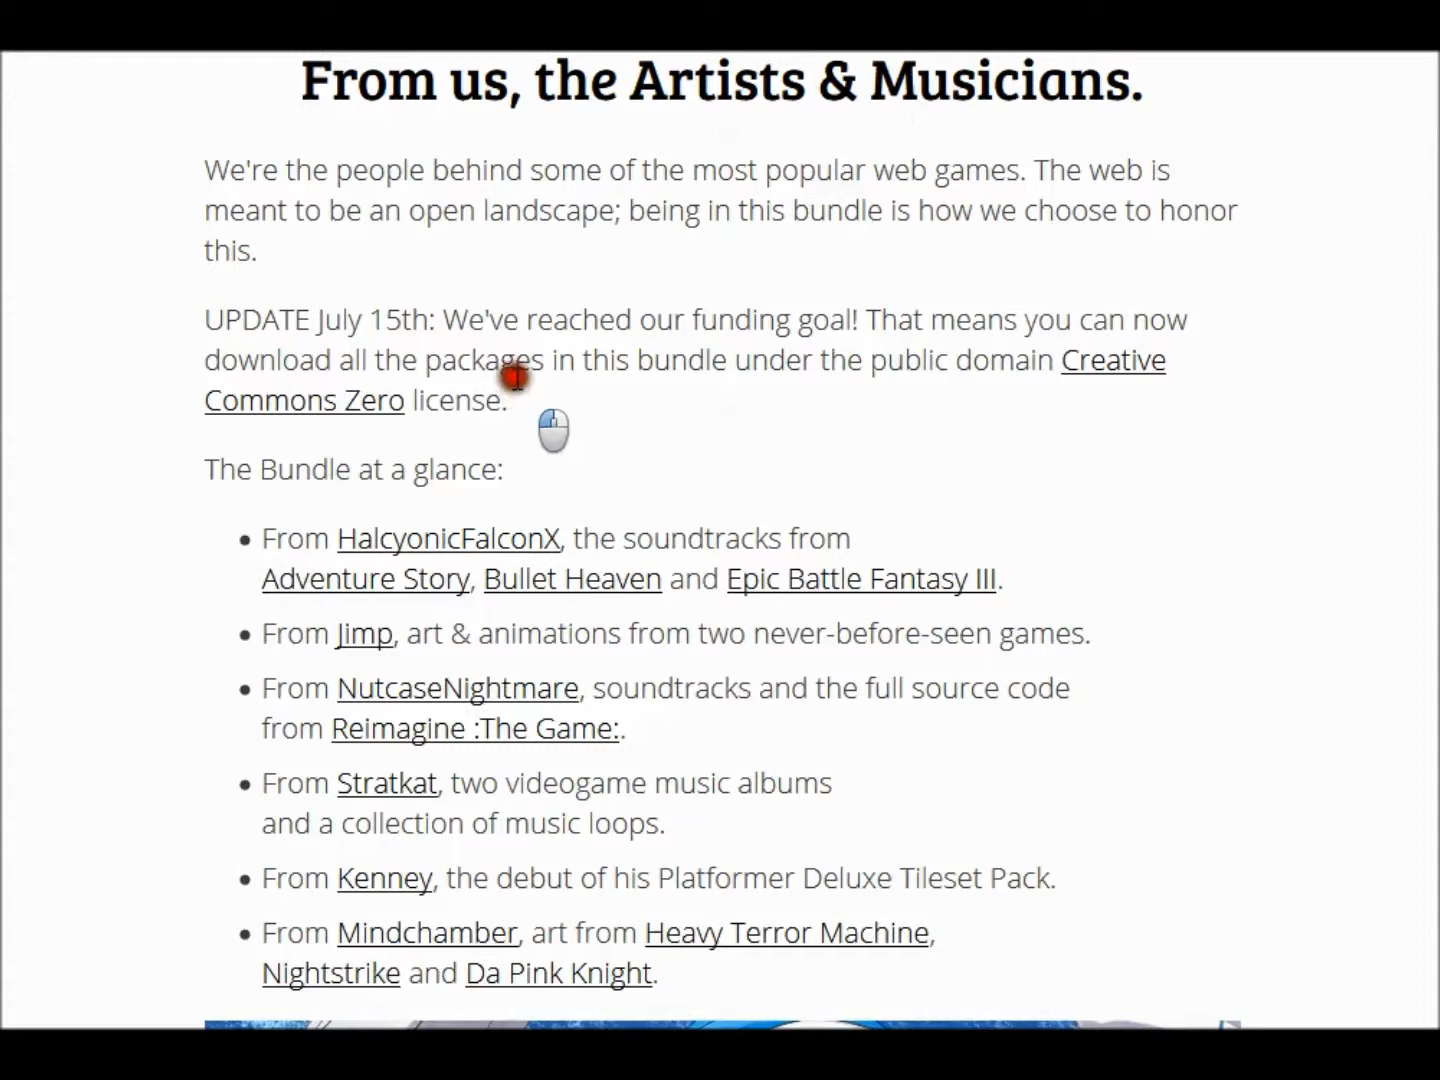 From us, the Artists & Musicians.
We're the people behind some of the most popular web games. The web is
meant to be an open landscape; being in this bundle is how we choose to honor
this.
UPDATE July 15th: We've reached our funding goal! That means you can now
download all the packages in this bundle under the public domain Creative
Commons Zero license.
The Bundle at a glance:
• From HalcyonicFalconX, the soundtracks from
Adventure Story, Bullet Heaven and Epic Battle Fantasy III.
• From Jimp, art & animations from two never-before-seen games.
• From NutcaseNightmare, soundtracks and the full source code
from Reimagine :The Game:.
• From Stratkat, two videogame music albums
and a collection of music loops.
• From Kenney, the debut of his Platformer Deluxe Tileset Pack.
• From Mindchamber, art from Heavy Terror Machine,
Nightstrike and Da Pink Knight.